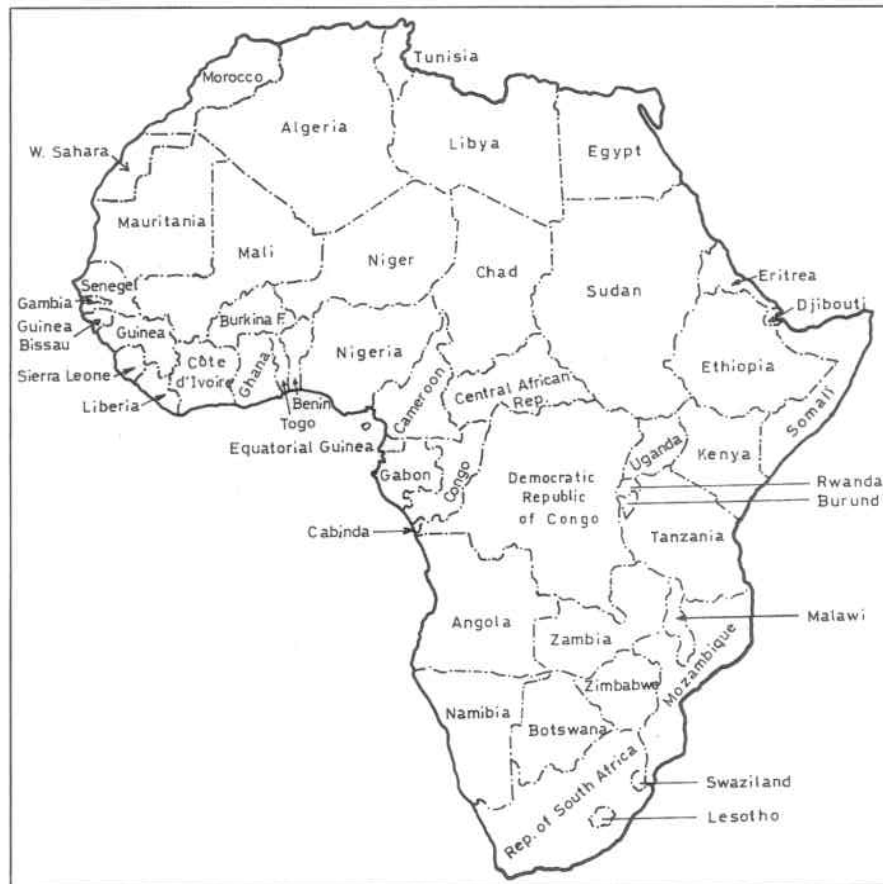 Tunisia
Morocco
Algeria
Libya
Egypt
W. Sahara
Mauritania
Mali
Niger
Chad
Sudan
Eritrea
Djibouti
Senegel
Gambia
Guinea
Bissau
Guinea
Burkina F.
Nigeria
Ethiopia
Somali
Sierra Leone
Côte
d'Ivoire
Ghana
Liberia
Togo
Benin
Cameroon
Central African
Rep.
Equatorial Guinea
Gabon
Congo
Democratic
Republic
of Congo
Uganda
Kenya
Rwanda
Burund
Cabinda
Tanzania
Angola
Zambia
Malawi
Mozambique
Zimbabwe
Namibia
Botswana
Rep. of South Africa
Swaziland
Lesotho